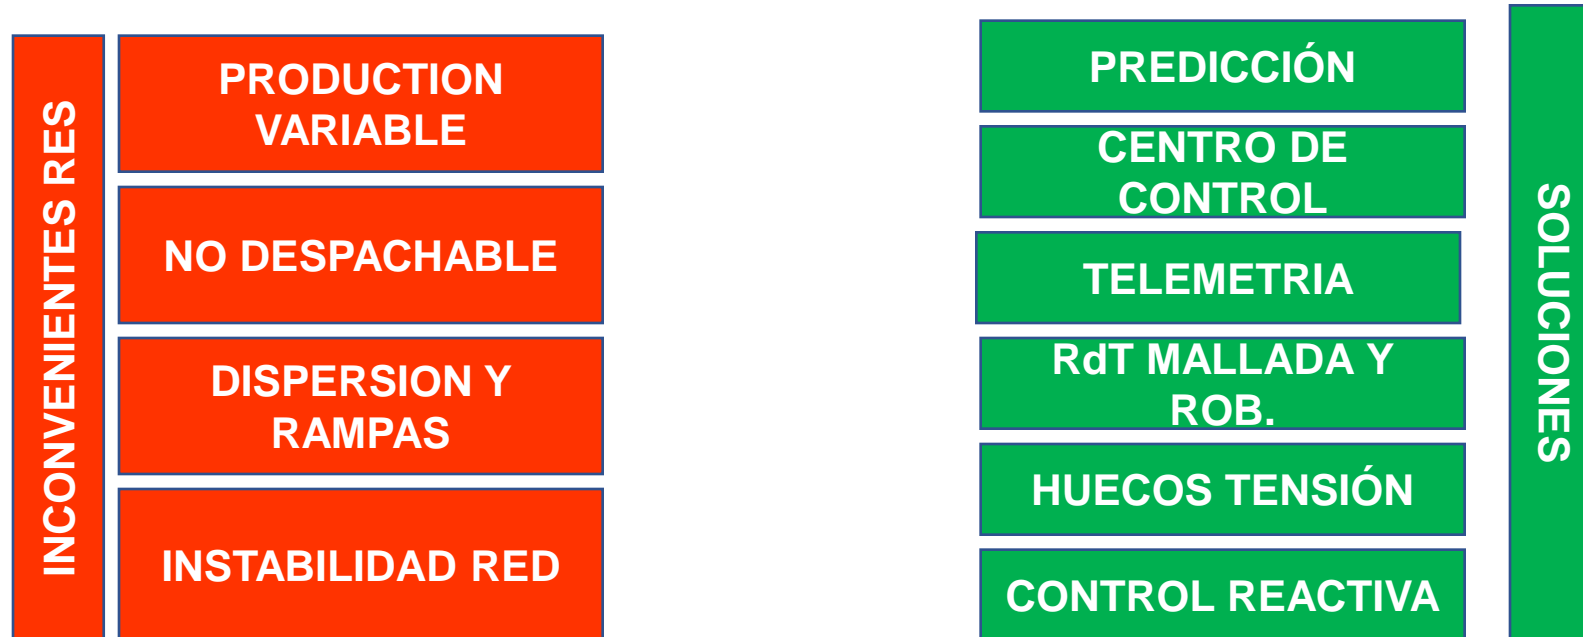 INCONVENIENTES RES
PRODUCTION
VARIABLE
NO DESPACHABLE
DISPERSION Y
RAMPAS
INSTABILIDAD RED
PREDICCIÓN
CENTRO DE
CONTROL
TELEMETRIA
RdT MALLADA Y
ROB.
HUECOS TENSIÓN
CONTROL REACTIVA
SOLUCIONES